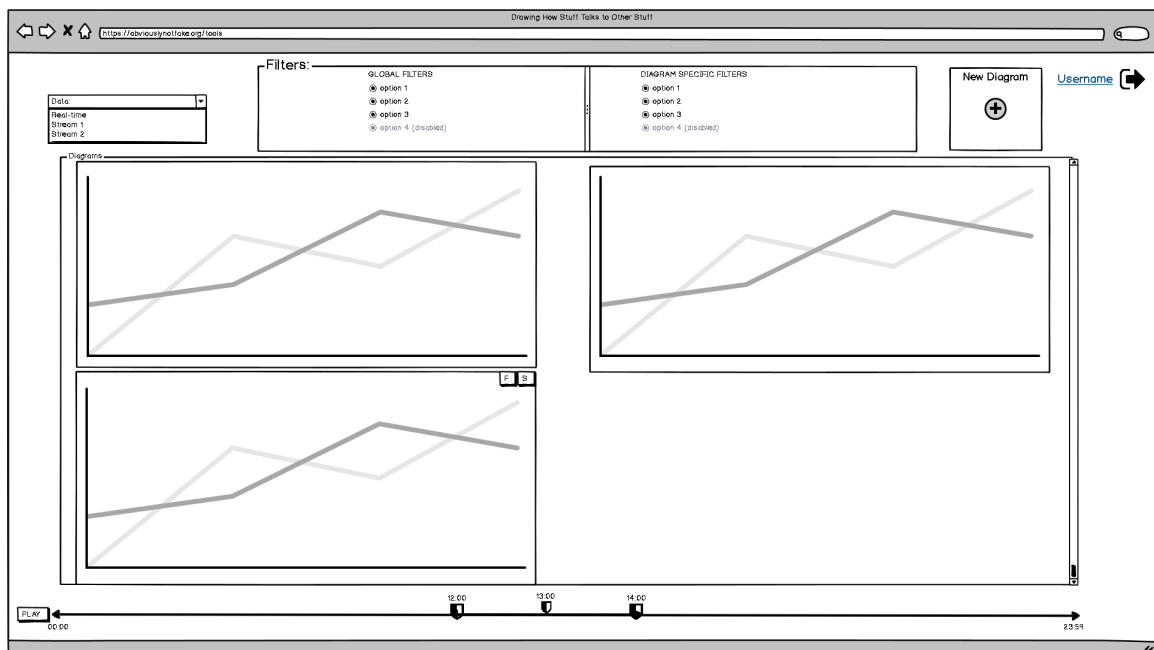 Drawing How Stuff Talks to Other Stuff
https://obviouslynotfake.org/tools
Filters:
GLOBAL FILTERS
option 1
option 2
option 3
option 4 (disabled)
DIAGRAM SPECIFIC FILTERS
option 1
option 2
option 3
option 4 (disabled)
New Diagram
Username
Data:
Real-time
Stream 1
Stream 2
Diagrams
F S
12:00
13:00
14:00
PLAY
00:00
23:59